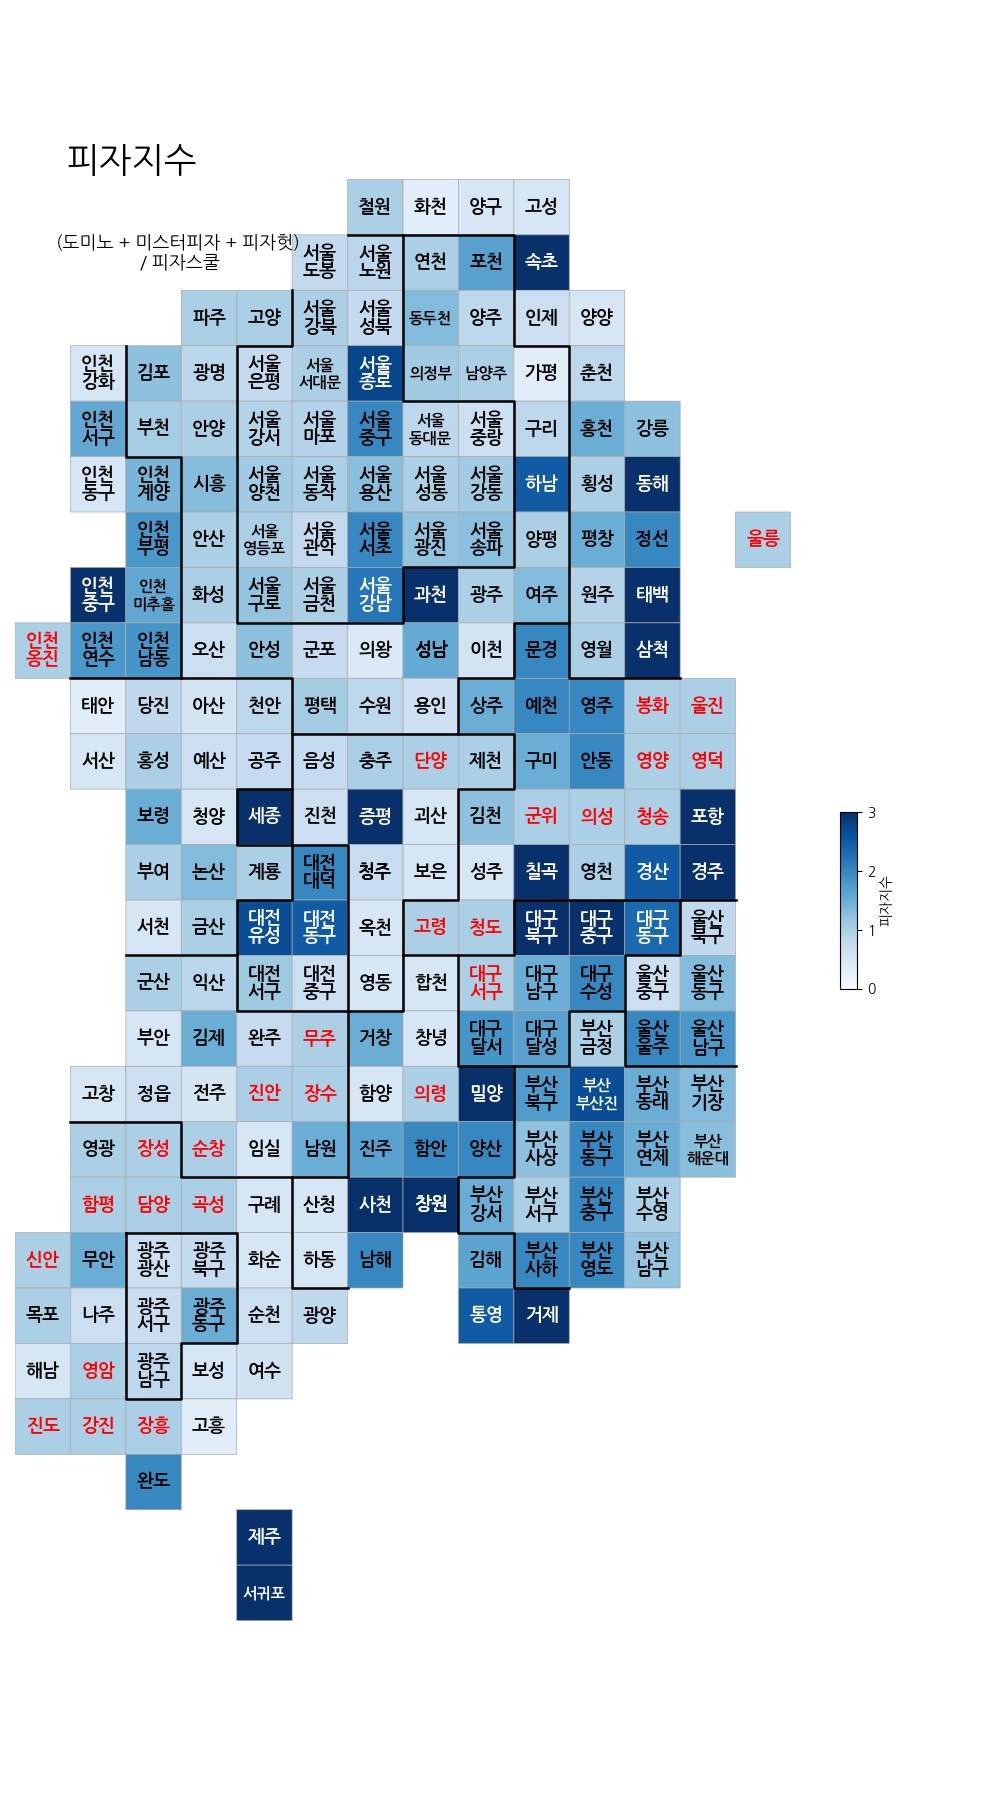 피자지수
(도미노 + 미스터피자 + 피자헛)
/ 피자스쿨
철원 화천 양구 고성
서울 도봉 서울 노원 연천 포천 속초
파주 고양 서울 강북 서울 성북 동두천 양주 인제 양양
인천 강화 김포 광명 서울 은평 서울 서대문 서울 종로 의정부 남양주 가평 춘천
인천 서구 부천 안양 서울 강서 서울 마포 서울 중구 서울 동대문 서울 중랑 구리 홍천 강릉
인천 동구 인천 계양 시흥 서울 양천 서울 동작 서울 용산 서울 성동 서울 강동 하남 횡성 동해
인천 부평 안산 서울 영등포 서울 관악 서울 서초 서울 광진 서울 송파 양평 평창 정선 울릉
인천 중구 인천 미추홀 화성 서울 구로 서울 금천 서울 강남 과천 광주 여주 원주 태백
인천 옹진 인천 연수 인천 남동 오산 안성 군포 의왕 성남 이천 문경 영월 삼척
태안 당진 아산 천안 평택 수원 용인 상주 예천 영주 봉화 울진
서산 홍성 예산 공주 음성 충주 단양 제천 구미 안동 영양 영덕
보령 청양 세종 진천 증평 괴산 김천 군위 의성 청송 포항
부여 논산 계룡 대전 대덕 청주 보은 성주 칠곡 영천 경산 경주
서천 금산 대전 유성 대전 동구 옥천 고령 청도 대구 북구 대구 중구 대구 동구 울산 북구
군산 익산 대전 서구 대전 중구 영동 합천 대구 서구 대구 남구 대구 수성 울산 중구 울산 동구
부안 김제 완주 무주 거창 창녕 대구 달서 대구 달성 부산 금정 울산 울주 울산 남구
고창 정읍 전주 진안 장수 함양 의령 밀양 부산 북구 부산 부산진 부산 동래 부산 기장
영광 장성 순창 임실 남원 진주 함안 양산 부산 사상 부산 동구 부산 연제 부산 해운대
함평 담양 곡성 구례 산청 사천 창원 부산 강서 부산 서구 부산 중구 부산 수영
신안 무안 광주 광산 광주 북구 화순 하동 남해 김해 부산 사하 부산 영도 부산 남구
목포 나주 광주 서구 광주 동구 순천 광양 통영 거제
해남 영암 광주 남구 보성 여수
진도 강진 장흥 고흥
완도
제주
서귀포
3
2
1
0
피자지수